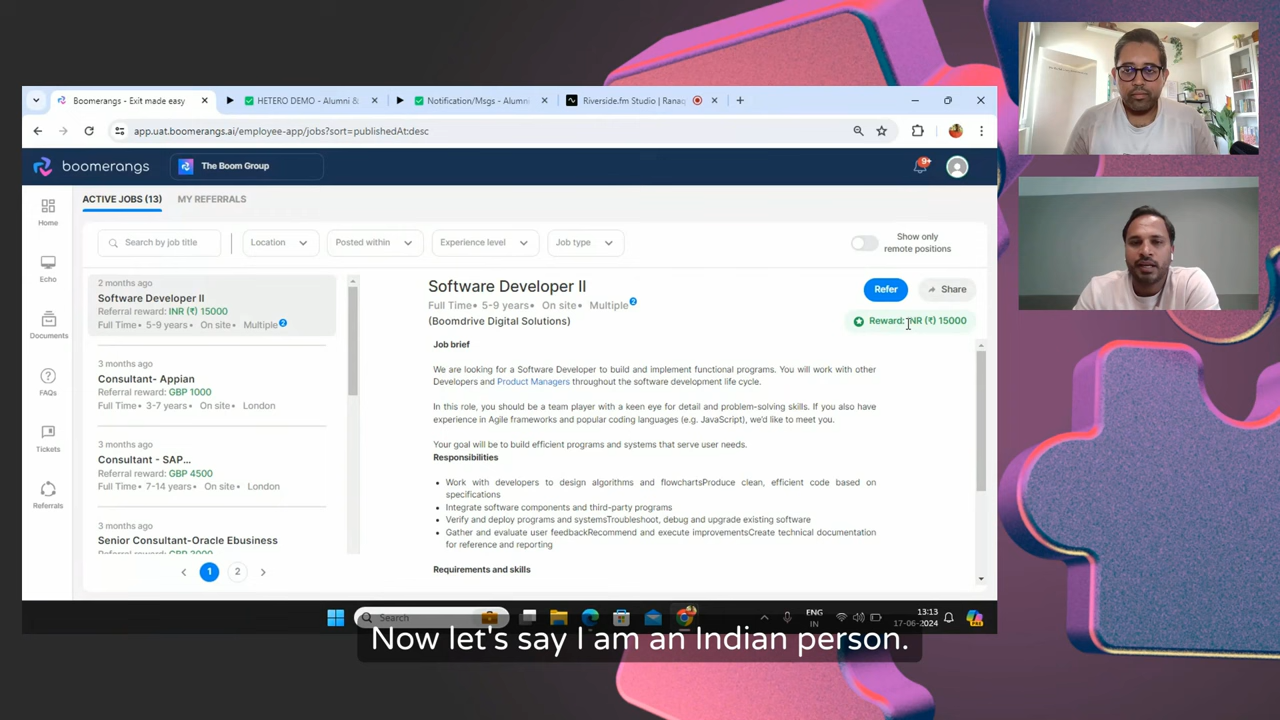 Boomerangs - Exit made easy
HETERO DEMO - Alumni &
Notification/Msgs - Alumni
Riverside.fm Studio | Ranaq
app.uat.boomerangs.ai/employee-app/jobs?sort=publishedAt:desc
boomerangs
The Boom Group
9+
ACTIVE JOBS (13)
MY REFERRALS
Home
Echo
Documents
FAQs
Tickets
Referrals
Search by job title
Location
Posted within
Experience level
Job type
Show only
remote positions
2 months ago
Software Developer II
Referral reward: INR (₹) 15000
Full Time • 5-9 years • On site • Multiple 2
3 months ago
Consultant- Appian
Referral reward: GBP 1000
Full Time • 3-7 years • On site • London
3 months ago
Consultant - SAP...
Referral reward: GBP 4500
Full Time • 7-14 years • On site • London
3 months ago
Senior Consultant-Oracle Ebusiness
1
2
Software Developer II
Full Time • 5-9 years • On site • Multiple 2
(Boomdrive Digital Solutions)
Refer
Share
Reward: INR (₹) 15000
Job brief
We are looking for a Software Developer to build and implement functional programs. You will work with other
Developers and Product Managers throughout the software development life cycle.
In this role, you should be a team player with a keen eye for detail and problem-solving skills. If you also have
experience in Agile frameworks and popular coding languages (e.g. JavaScript), we'd like to meet you.
Your goal will be to build efficient programs and systems that serve user needs.
Responsibilities
• Work with developers to design algorithms and flowchartsProduce clean, efficient code based on
specifications
• Integrate software components and third-party programs
• Verify and deploy programs and systemsTroubleshoot, debug and upgrade existing software
• Gather and evaluate user feedbackRecommend and execute improvementsCreate technical documentation
for reference and reporting
Requirements and skills
Search
ENG
IN
13:13
17-06-2024
Now let's say I am an Indian person.